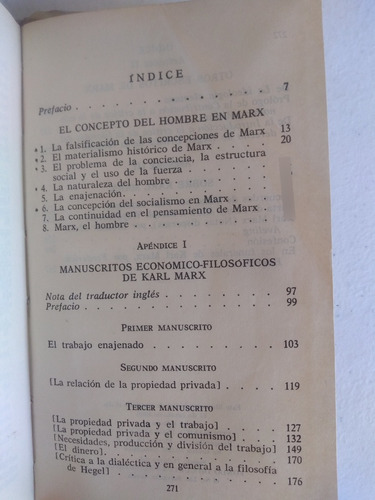 ÍNDICE
Prefacio . . . . . . . . . . . 7
EL CONCEPTO DEL HOMBRE EN MARX
1. La falsificación de las concepciones de Marx 13
2. El materialismo histórico de Marx . . . . 20
3. El problema de la conciencia, la estructura
social y el uso de la fuerza . . . . . .
4. La naturaleza del hombre . . . . . .
5. La enajenación . . . . . . . . .
6. La concepción del socialismo en Marx . . .
7. La continuidad en el pensamiento de Marx . .
8. Marx, el hombre . . . . . . . . .
APÉNDICE I
MANUSCRITOS ECONÓMICO-FILOSÓFICOS
DE KARL MARX
Nota del traductor inglés . . . . . . . 97
Prefacio . . . . . . . . . . . 99
PRIMER MANUSCRITO
El trabajo enajenado . . . . . . . . 103
SEGUNDO MANUSCRITO
[La relación de la propiedad privada] . . . . 119
TERCER MANUSCRITO
[La propiedad privada y el trabajo] . . . . 127
[La propiedad privada y el comunismo] . . . 132
[Necesidades, producción y división del trabajo] 149
[El dinero] . . . . . . . . . . 170
[Crítica a la dialéctica y en general a la filosofía
de Hegel] . . . . . . . . . . 176
271